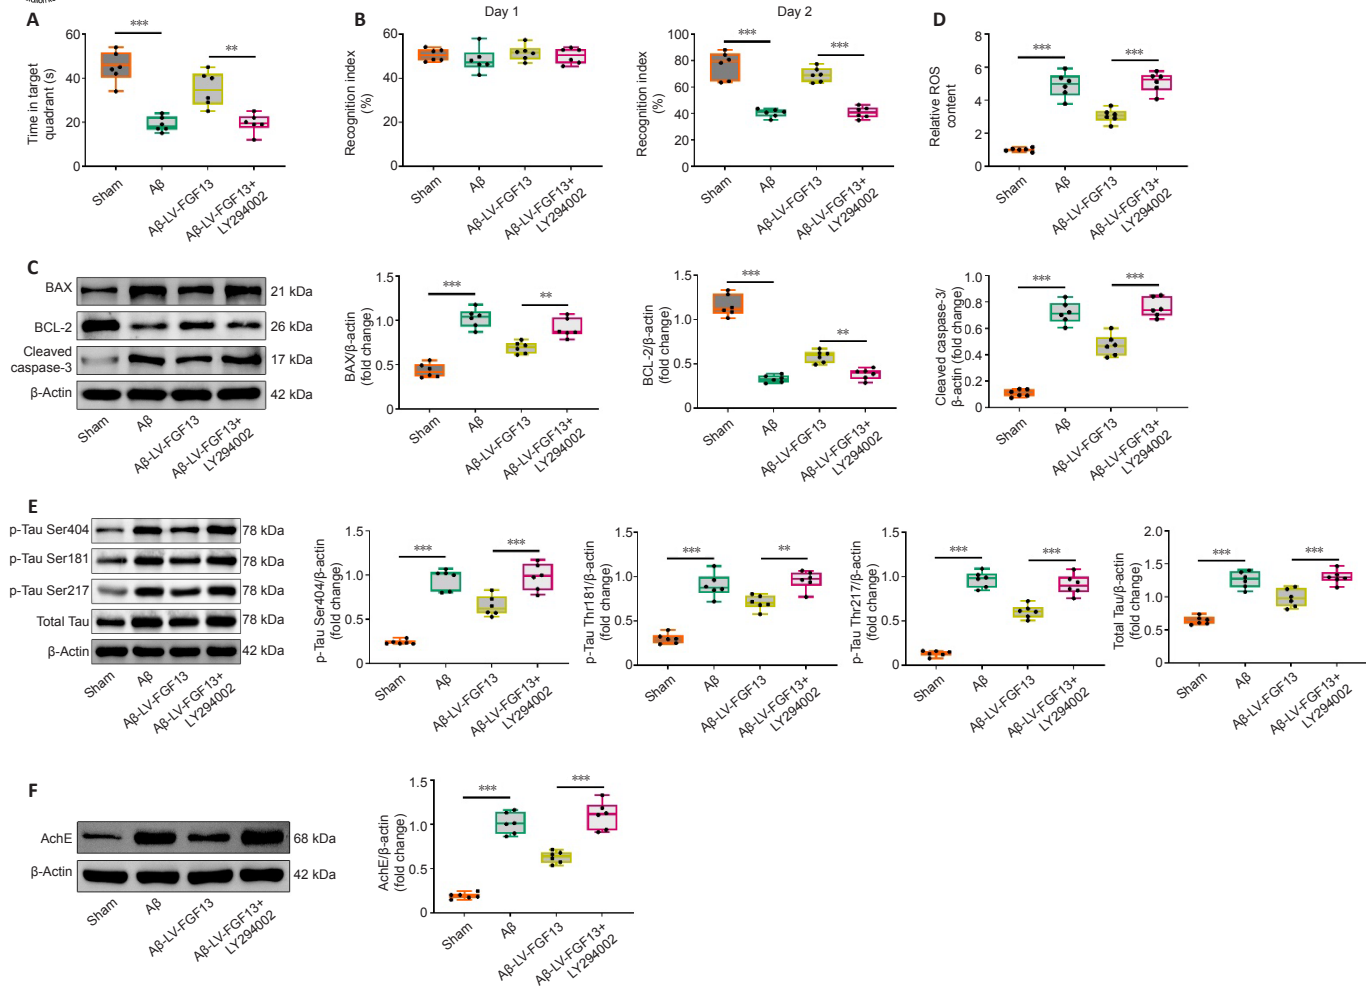 A
Time in target
quadrant (s)
60
40
20
0
***
**
Sham
Aβ
Aβ-LV-FGF13
Aβ-LV-FGF13+
LY294002
B
Day 1
Recognition index
(%)
60
40
20
0
Sham
Aβ
Aβ-LV-FGF13
Aβ-LV-FGF13+
LY294002
Day 2
Recognition index
(%)
100
80
60
40
20
0
***
***
Sham
Aβ
Aβ-LV-FGF13
Aβ-LV-FGF13+
LY294002
D
Relative ROS
content
8
6
4
2
0
***
***
Sham
Aβ
Aβ-LV-FGF13
Aβ-LV-FGF13+
LY294002
C
BAX
21 kDa
BCL-2
26 kDa
Cleaved
caspase-3
17 kDa
β-Actin
42 kDa
Sham
Aβ
Aβ-LV-FGF13
Aβ-LV-FGF13+
LY294002
BAX/β-actin
(fold change)
1.5
1.0
0.5
0
***
**
Sham
Aβ
Aβ-LV-FGF13
Aβ-LV-FGF13+
LY294002
BCL-2/β-actin
(fold change)
1.5
1.0
0.5
0
***
**
Sham
Aβ
Aβ-LV-FGF13
Aβ-LV-FGF13+
LY294002
Cleaved caspase-3/
β-actin (fold change)
1.0
0.8
0.6
0.4
0.2
0
***
***
Sham
Aβ
Aβ-LV-FGF13
Aβ-LV-FGF13+
LY294002
E
p-Tau Ser404
78 kDa
p-Tau Ser181
78 kDa
p-Tau Ser217
78 kDa
Total Tau
78 kDa
β-Actin
42 kDa
Sham
Aβ
Aβ-LV-FGF13
Aβ-LV-FGF13+
LY294002
p-Tau Ser404/β-actin
(fold change)
1.5
1.0
0.5
0
***
***
Sham
Aβ
Aβ-LV-FGF13
Aβ-LV-FGF13+
LY294002
p-Tau Thr181/β-actin
(fold change)
1.5
1.0
0.5
0
***
**
Sham
Aβ
Aβ-LV-FGF13
Aβ-LV-FGF13+
LY294002
p-Tau Thr217/β-actin
(fold change)
1.5
1.0
0.5
0
***
***
Sham
Aβ
Aβ-LV-FGF13
Aβ-LV-FGF13+
LY294002
Total Tau/β-actin
(fold change)
2.0
1.5
1.0
0.5
0
***
***
Sham
Aβ
Aβ-LV-FGF13
Aβ-LV-FGF13+
LY294002
F
AchE
68 kDa
β-Actin
42 kDa
Sham
Aβ
Aβ-LV-FGF13
Aβ-LV-FGF13+
LY294002
AchE/β-actin
(fold change)
1.5
1.0
0.5
0
***
***
Sham
Aβ
Aβ-LV-FGF13
Aβ-LV-FGF13+
LY294002